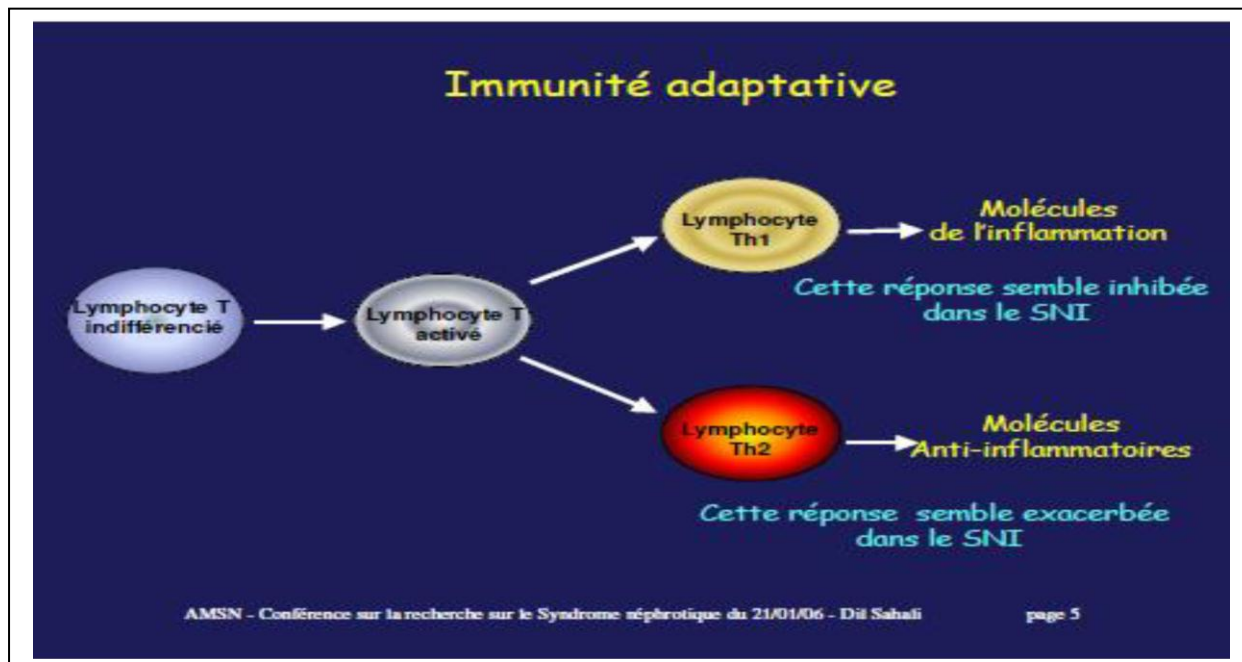 Immunité adaptative
Lymphocyte T
indifférencié
Lymphocyte T
activé
Lymphocyte
Th1
Molécules
de l'inflammation
Cette réponse semble inhibée
dans le SNI
Lymphocyte
Th2
Molécules
Anti-inflammatoires
Cette réponse semble exacerbée
dans le SNI
AMSN - Conférence sur la recherche sur le Syndrome néphrotique du 21/01/06 - Dil Sahali
page 5